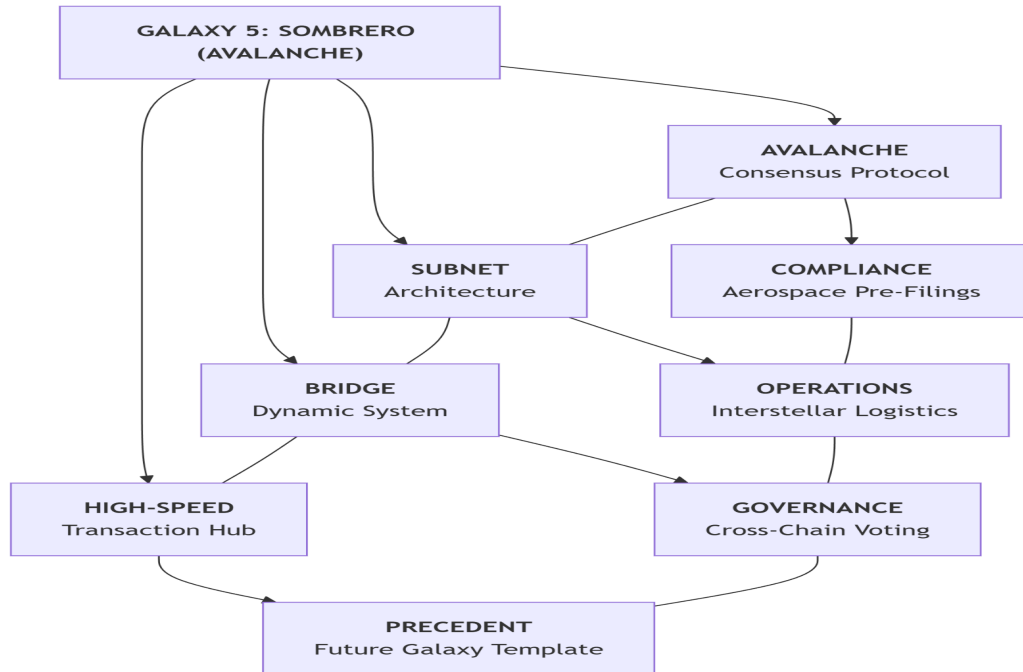 GALAXY 5: SOMBRERO
(AVALANCHE)
AVALANCHE
Consensus Protocol
SUBNET
Architecture
COMPLIANCE
Aerospace Pre-Filings
BRIDGE
Dynamic System
OPERATIONS
Interstellar Logistics
HIGH-SPEED
Transaction Hub
GOVERNANCE
Cross-Chain Voting
PRECEDENT
Future Galaxy Template